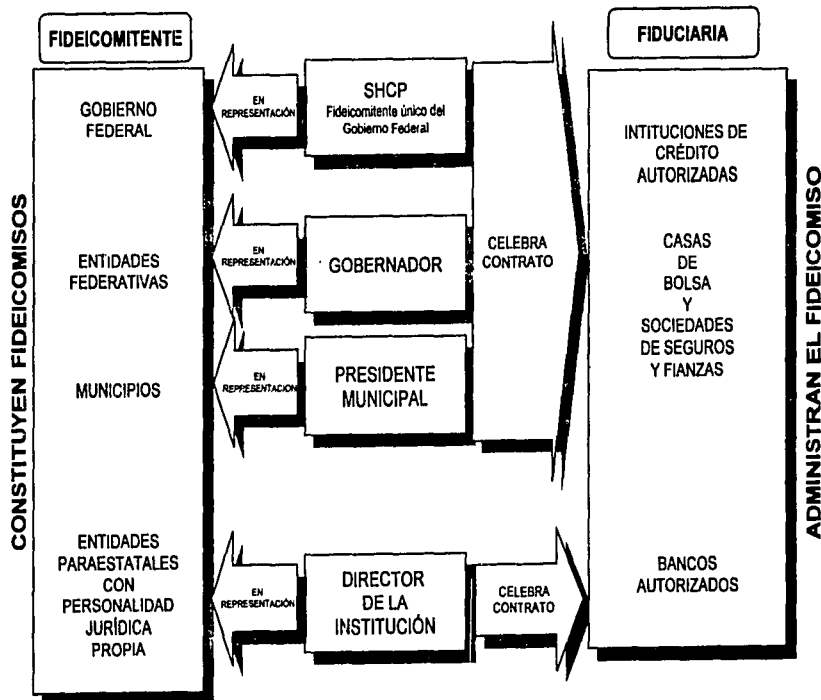 FIDEICOMITENTE
FIDUCIARIA
CONSTITUYEN FIDEICOMISOS
GOBIERNO
FEDERAL
EN
REPRESENTACIÓN
SHCP
Fideicomitente único del
Gobierno Federal
ENTIDADES
FEDERATIVAS
EN
REPRESENTACIÓN
GOBERNADOR
MUNICIPIOS
EN
REPRESENTACION
PRESIDENTE
MUNICIPAL
CELEBRA
CONTRATO
INTITUCIONES DE
CRÉDITO
AUTORIZADAS
CASAS
DE
BOLSA
Y
SOCIEDADES
DE SEGUROS
Y FIANZAS
ENTIDADES
PARAESTATALES
CON
PERSONALIDAD
JURÍDICA
PROPIA
EN
REPRESENTACIÓN
DIRECTOR
DE LA
INSTITUCIÓN
CELEBRA
CONTRATO
BANCOS
AUTORIZADOS
ADMINISTRAN EL FIDEICOMISO